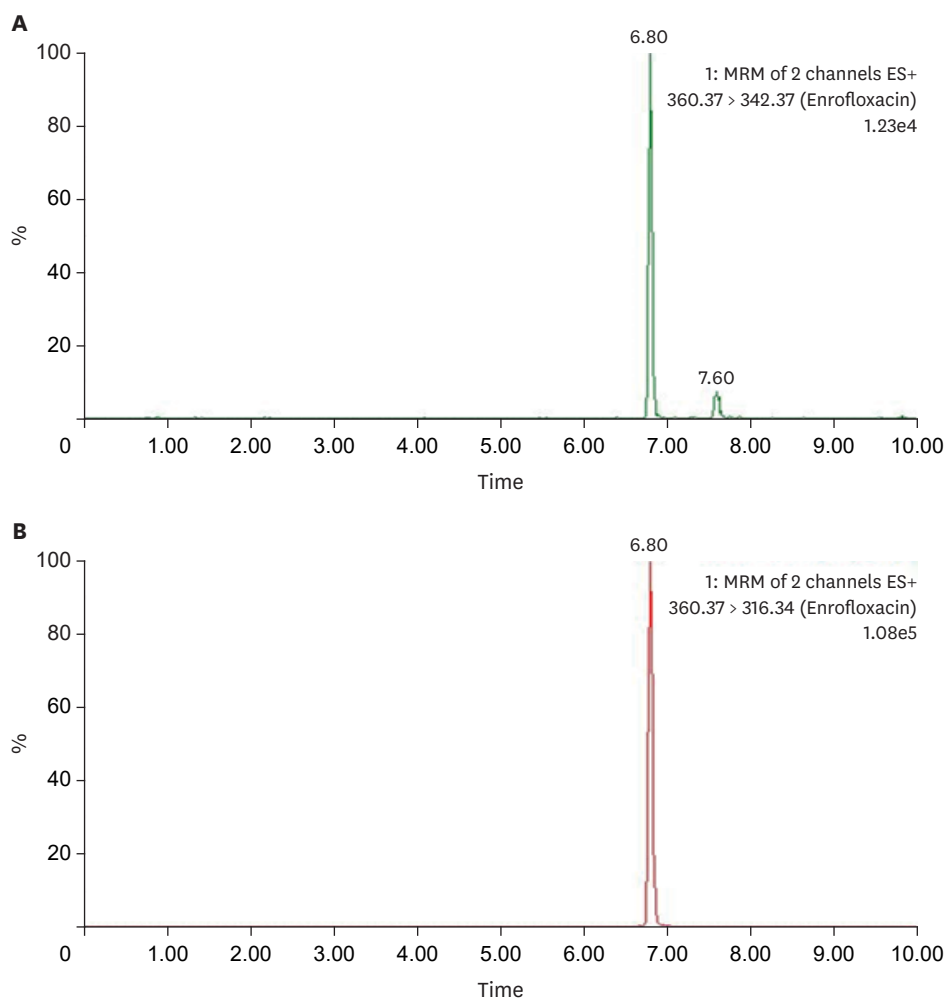 A
6.80
100
1: MRM of 2 channels ES+
360.37 > 342.37 (Enrofloxacin)
1.23e4
80
60
%
40
20
7.60
0 1.00 2.00 3.00 4.00 5.00 6.00 7.00 8.00 9.00 10.00
Time
B
6.80
100
1: MRM of 2 channels ES+
360.37 > 316.34 (Enrofloxacin)
1.08e5
80
60
%
40
20
0 1.00 2.00 3.00 4.00 5.00 6.00 7.00 8.00 9.00 10.00
Time